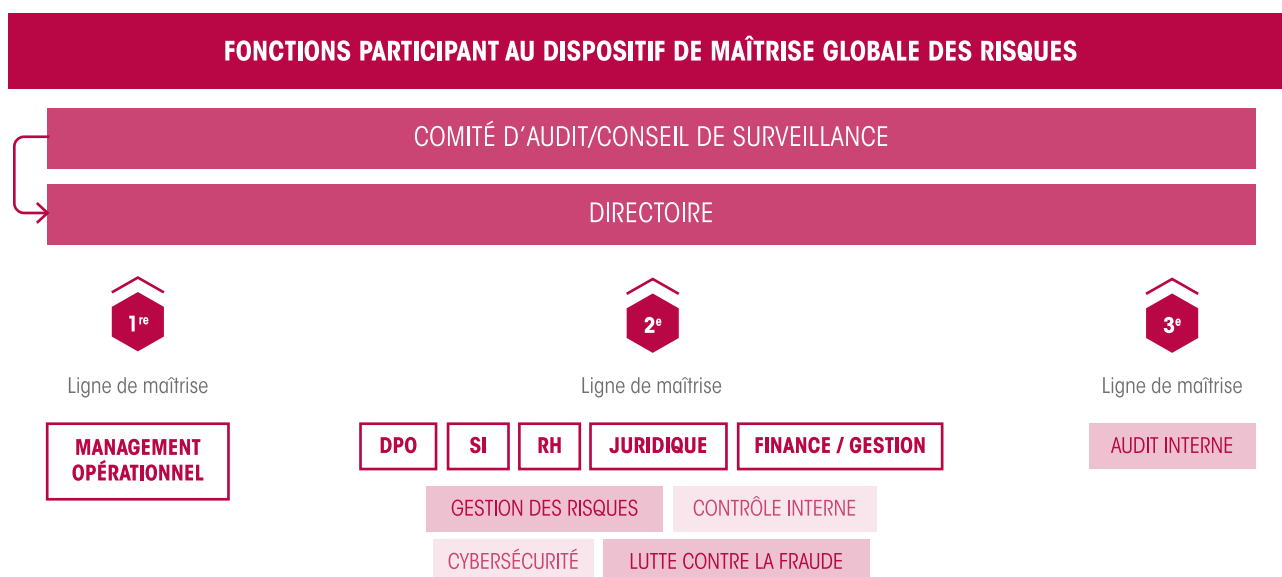 FONCTIONS PARTICIPANT AU DISPOSITIF DE MAÎTRISE GLOBALE DES RISQUES
COMITÉ D'AUDIT/CONSEIL DE SURVEILLANCE
DIRECTOIRE
1re
2e
3e
Ligne de maîtrise
Ligne de maîtrise
Ligne de maîtrise
MANAGEMENT
OPÉRATIONNEL
DPO
SI
RH
JURIDIQUE
FINANCE / GESTION
AUDIT INTERNE
GESTION DES RISQUES
CONTRÔLE INTERNE
CYBERSÉCURITÉ
LUTTE CONTRE LA FRAUDE